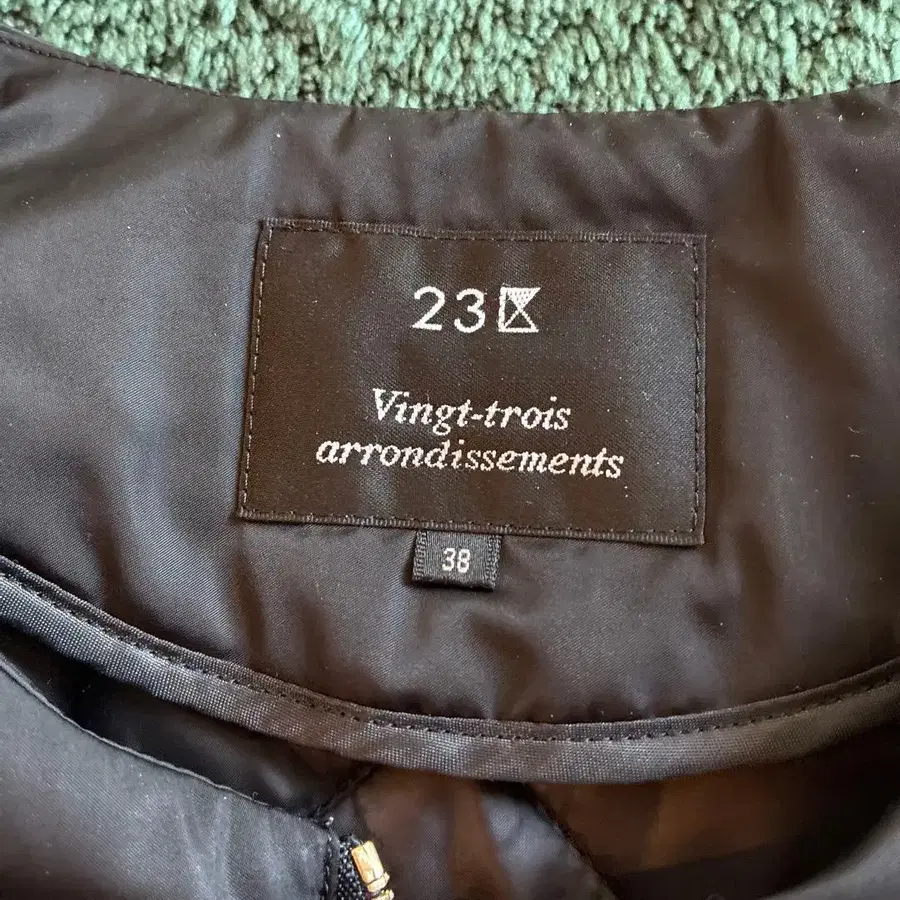 23区
Vingt-trois
arrondissements
38